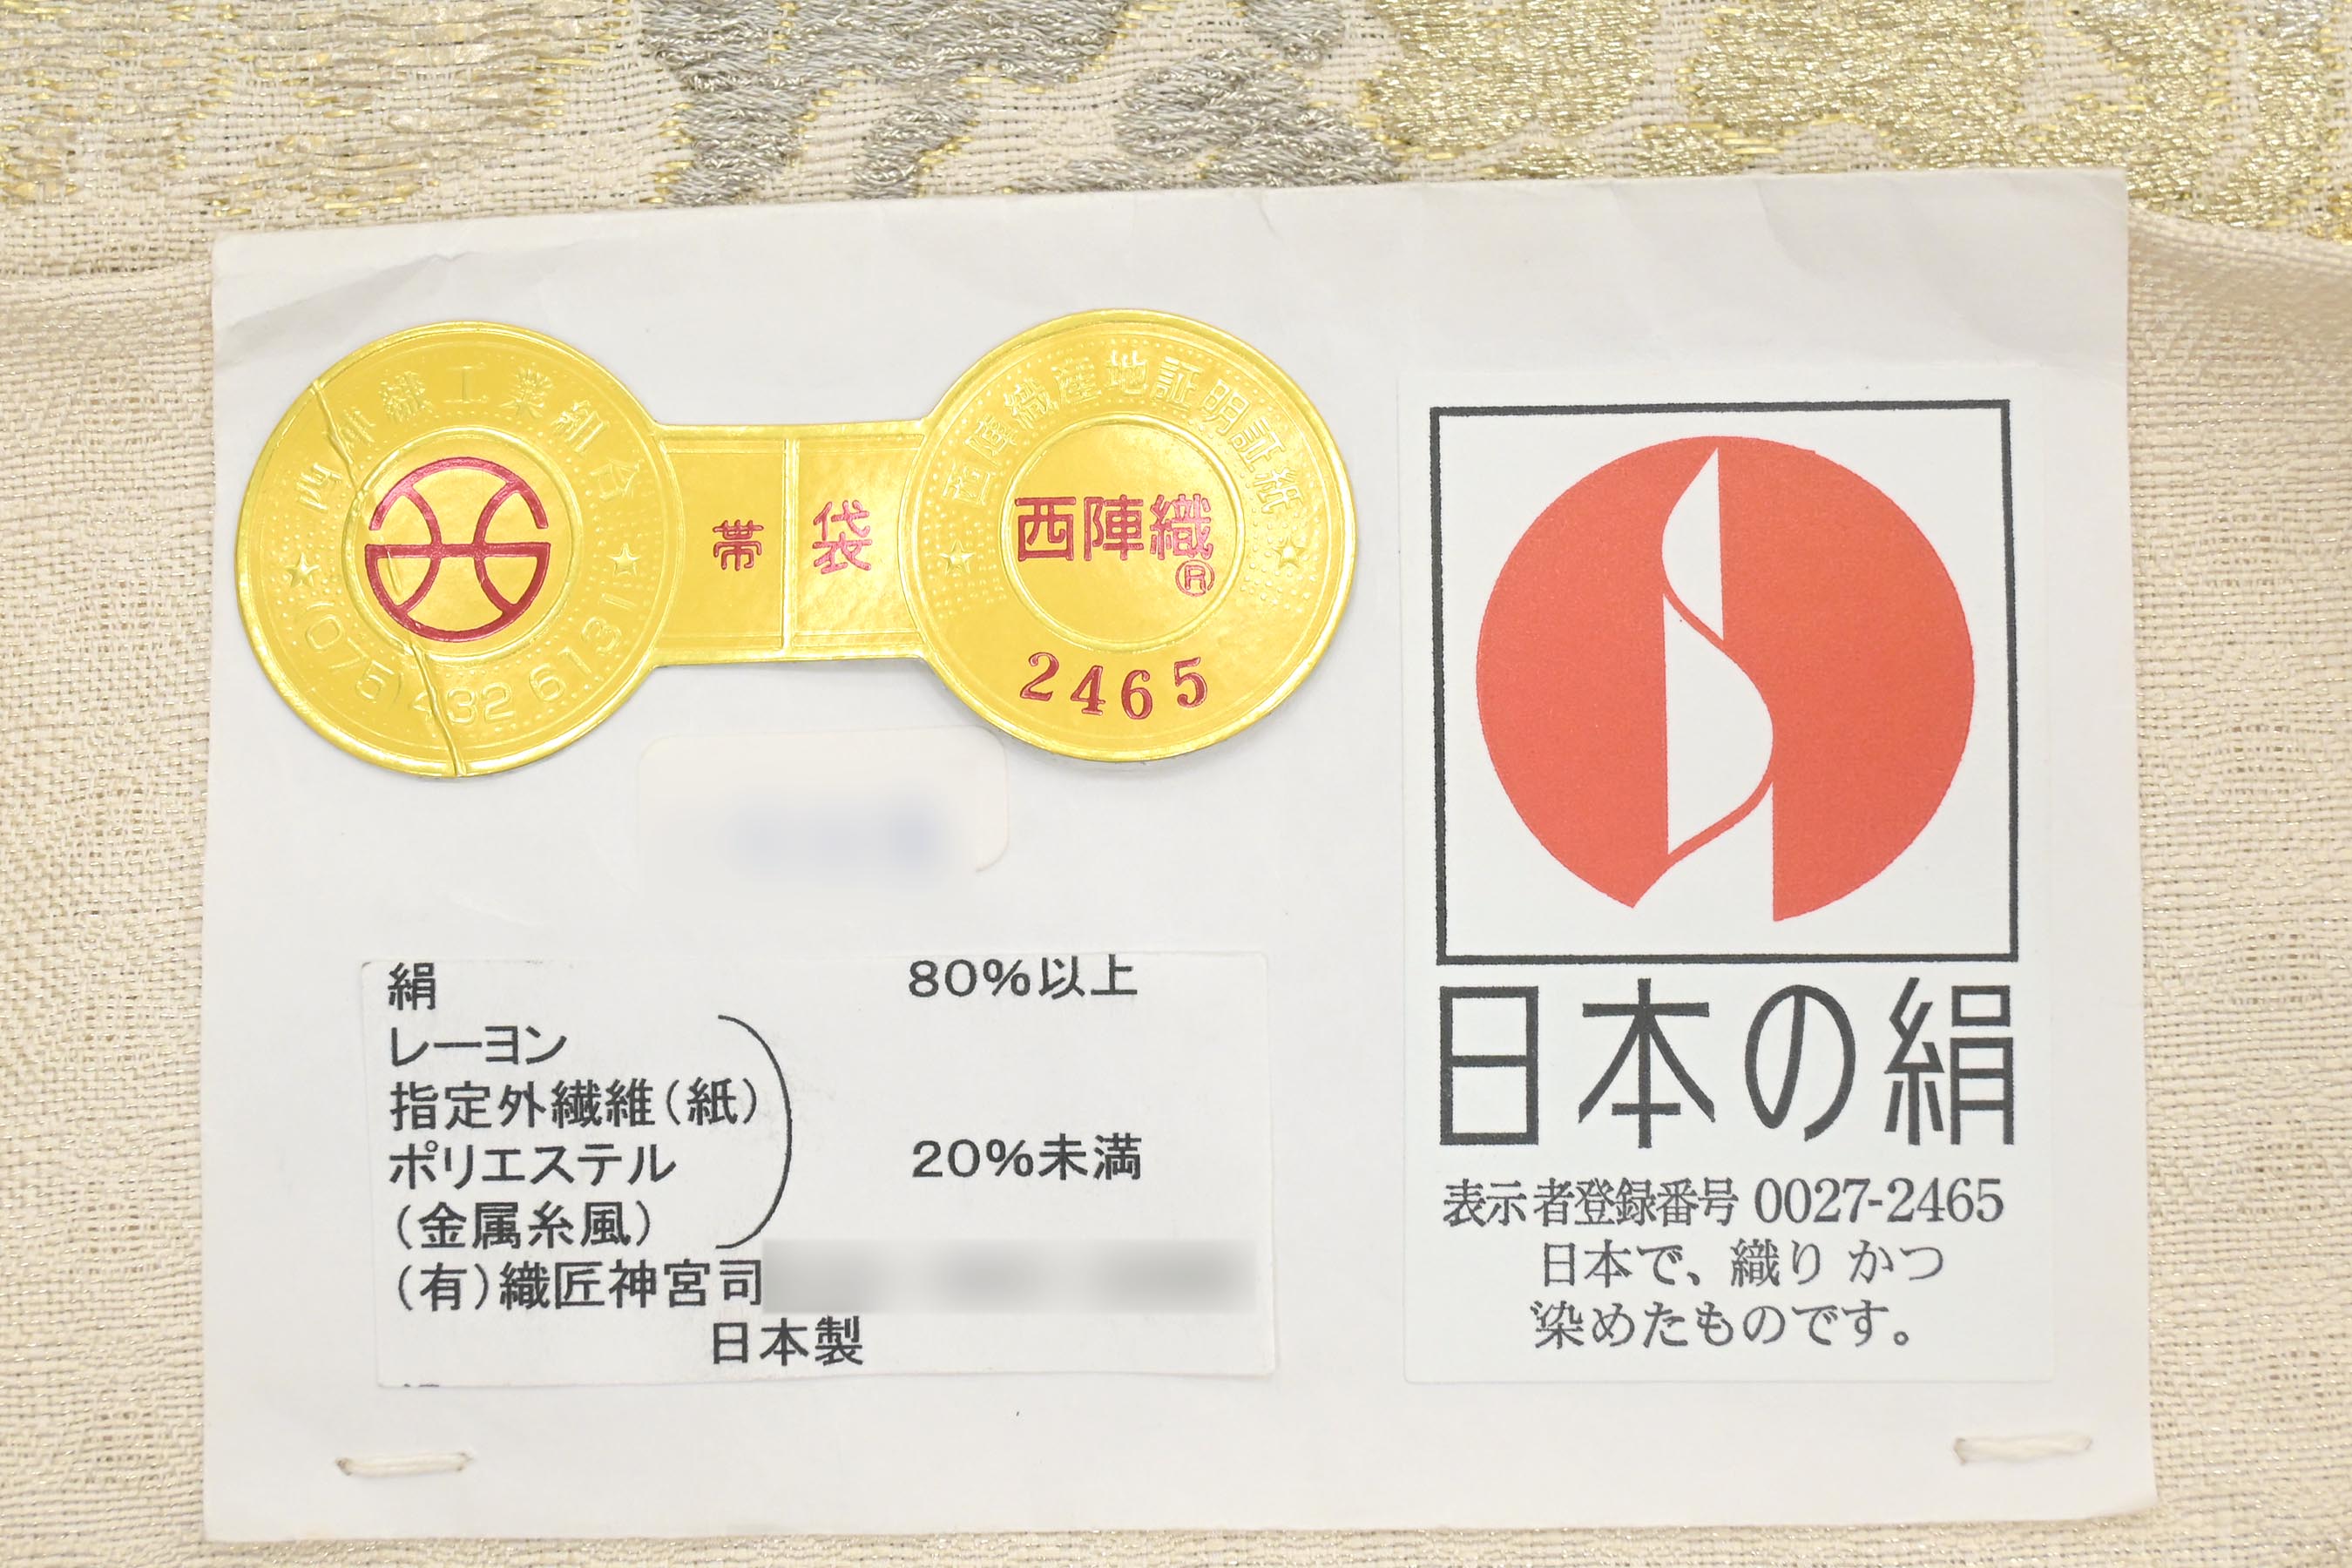 西陣織工業組合
(075)432 6131
帯 袋
西陣織産地証明証紙
西陣織®
2465
絹 80%以上
レーヨン
指定外繊維(紙)
ポリエステル 20%未満
(金属糸風)
(有)織匠神宮司
日本製
日本の絹
表示者登録番号 0027-2465
日本で、織り かつ
染めたものです。